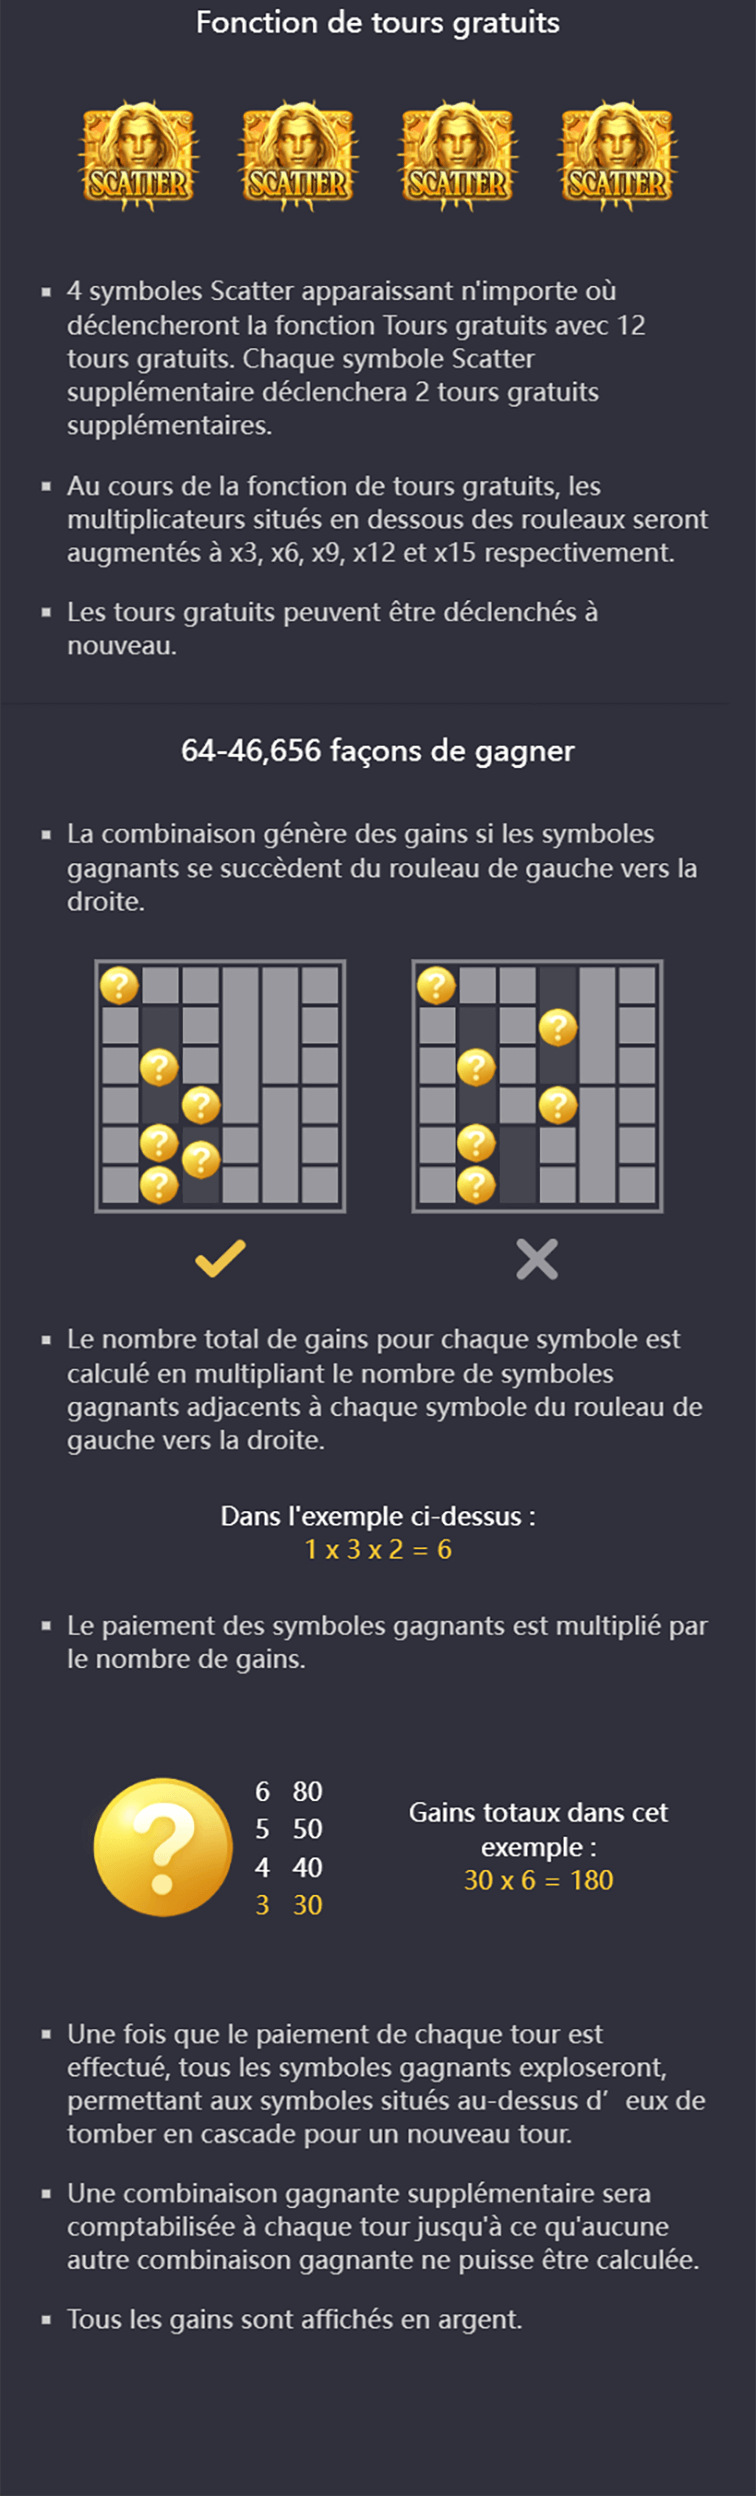 Fonction de tours gratuits
SCATTER SCATTER SCATTER SCATTER
4 symboles Scatter apparaissant n'importe où
déclencheront la fonction Tours gratuits avec 12
tours gratuits. Chaque symbole Scatter
supplémentaire déclenchera 2 tours gratuits
supplémentaires.
Au cours de la fonction de tours gratuits, les
multiplicateurs situés en dessous des rouleaux seront
augmentés à x3, x6, x9, x12 et x15 respectivement.
Les tours gratuits peuvent être déclenchés à
nouveau.
64-46,656 façons de gagner
La combinaison génère des gains si les symboles
gagnants se succèdent du rouleau de gauche vers la
droite.
? ?
?
? ?
? ?
? ?
?
? ?
Le nombre total de gains pour chaque symbole est
calculé en multipliant le nombre de symboles
gagnants adjacents à chaque symbole du rouleau de
gauche vers la droite.
Dans l'exemple ci-dessus :
1 x 3 x 2 = 6
Le paiement des symboles gagnants est multiplié par
le nombre de gains.
?
6 80
5 50
4 40
3 30
Gains totaux dans cet
exemple :
30 x 6 = 180
Une fois que le paiement de chaque tour est
effectué, tous les symboles gagnants exploseront,
permettant aux symboles situés au-dessus d’ eux de
tomber en cascade pour un nouveau tour.
Une combinaison gagnante supplémentaire sera
comptabilisée à chaque tour jusqu'à ce qu'aucune
autre combinaison gagnante ne puisse être calculée.
Tous les gains sont affichés en argent.